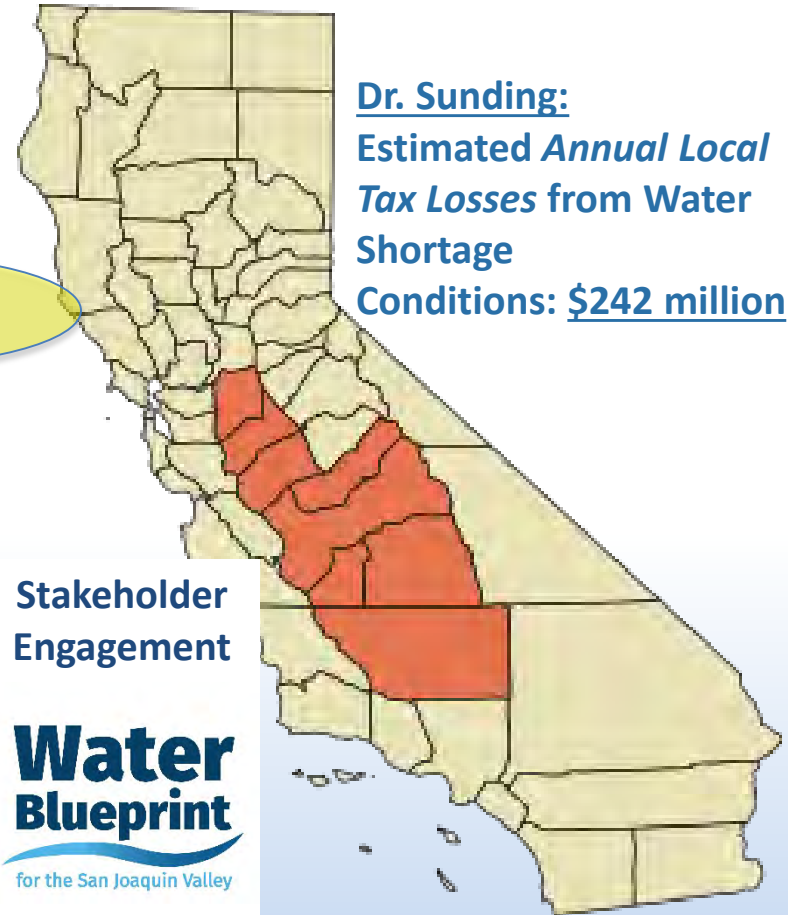 Dr. Sunding:
Estimated Annual Local
Tax Losses from Water
Shortage
Conditions: $242 million
Stakeholder
Engagement
Water
Blueprint
for the San Joaquin Valley